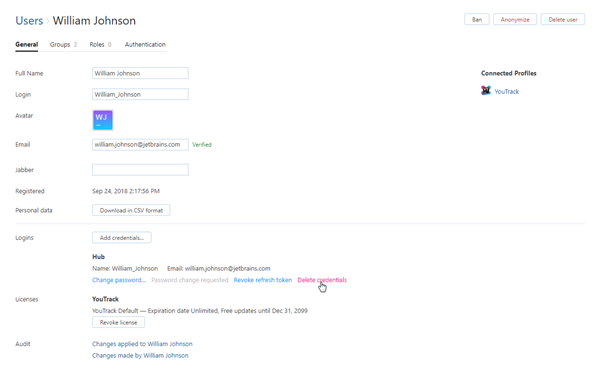 Users › William Johnson
Ban
Anonymize
Delete user
General
Groups 2
Roles 0
Authentication
Full Name
William Johnson
Connected Profiles
Login
William_Johnson
YouTrack
Avatar
WJ
Email
william.johnson@jetbrains.com
Verified
Jabber
Registered
Sep 24, 2018 2:17:56 PM
Personal data
Download in CSV format
Logins
Add credentials...
Hub
Name: William_Johnson Email: william.johnson@jetbrains.com
Change password... Password change requested Revoke refresh token Delete credentials
Licenses
YouTrack
YouTrack Default — Expiration date Unlimited, Free updates until Dec 31, 2099
Revoke license
Audit
Changes applied to William Johnson
Changes made by William Johnson